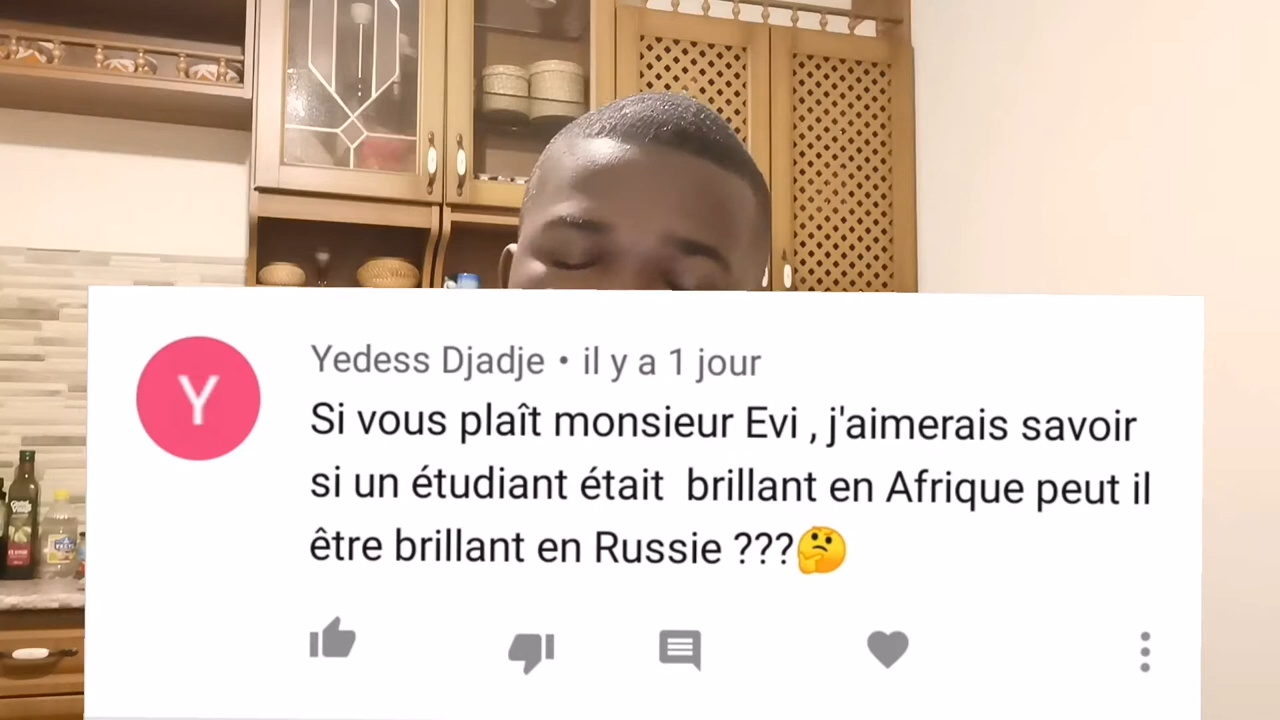 Y
Yedess Djadje • il y a 1 jour
Si vous plaît monsieur Evi , j'aimerais savoir
si un étudiant était brillant en Afrique peut il
être brillant en Russie ???🤔